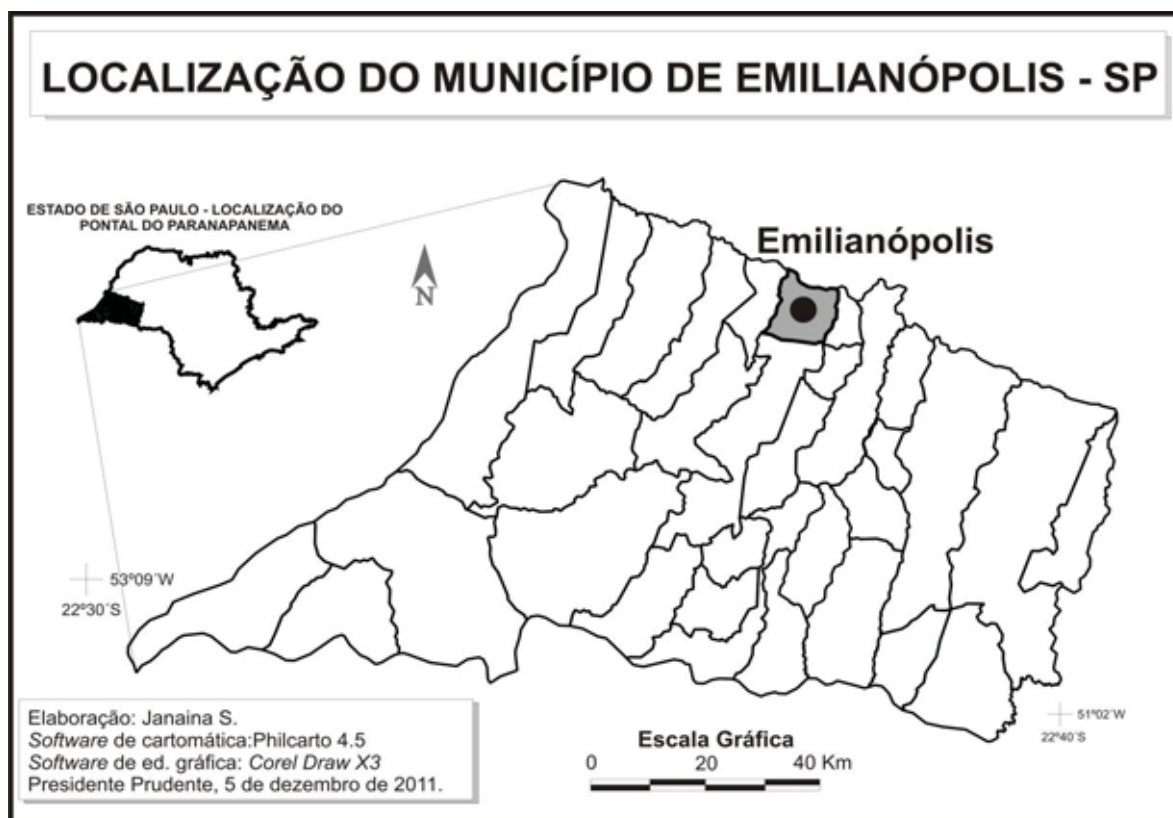 LOCALIZAÇÃO DO MUNICÍPIO DE EMILIANÓPOLIS - SP
ESTADO DE SÃO PAULO - LOCALIZAÇÃO DO
PONTAL DO PARANAPANEMA
Emilianópolis
N
53º09´W
22º30´S
Elaboração: Janaina S.
Software de cartomática:Philcarto 4.5
Software de ed. gráfica: Corel Draw X3
Presidente Prudente, 5 de dezembro de 2011.
Escala Gráfica
0 20 40 Km
51º02´W
22º40´S